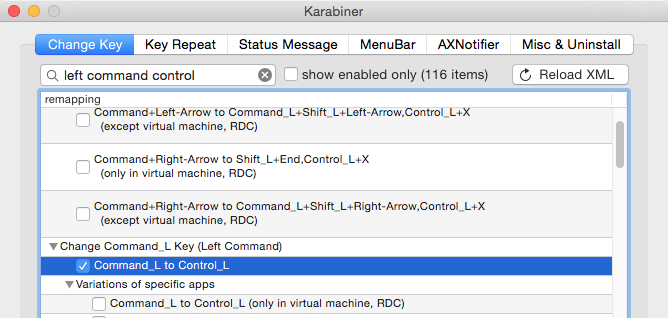 Karabiner
Change Key Key Repeat Status Message MenuBar AXNotifier Misc & Uninstall
left command control show enabled only (116 items) Reload XML
remapping
Command+Left-Arrow to Command_L+Shift_L+Left-Arrow,Control_L+X
(except virtual machine, RDC)
Command+Right-Arrow to Shift_L+End,Control_L+X
(only in virtual machine, RDC)
Command+Right-Arrow to Command_L+Shift_L+Right-Arrow,Control_L+X
(except virtual machine, RDC)
Change Command_L Key (Left Command)
Command_L to Control_L
Variations of specific apps
Command_L to Control_L (only in virtual machine, RDC)